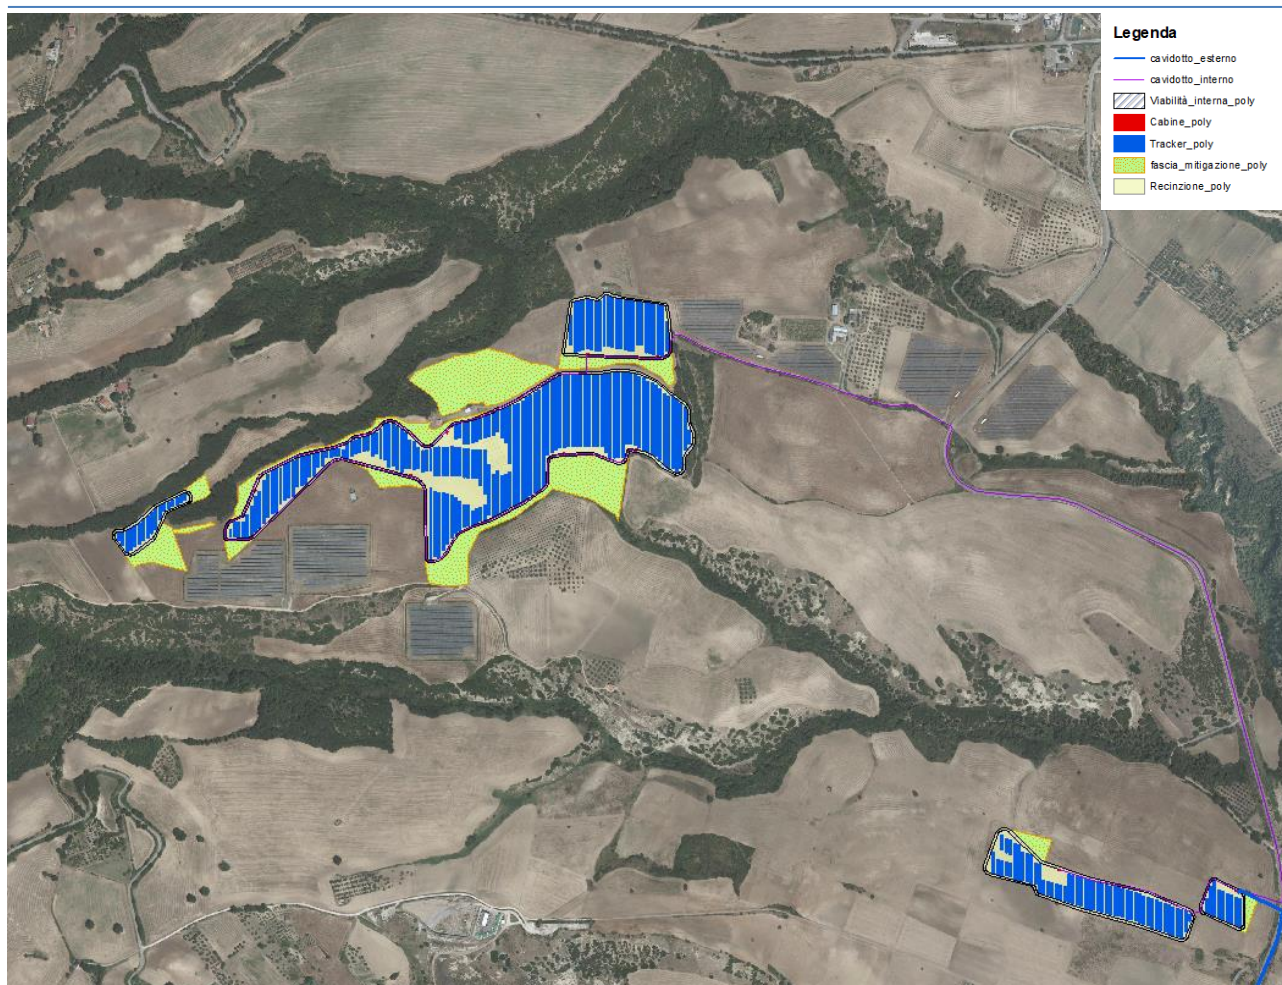 Legenda
cavidotto_esterno
cavidotto_interno
Viabilità_interna_poly
Cabine_poly
Tracker_poly
fascia_mitigazione_poly
Recinzione_poly